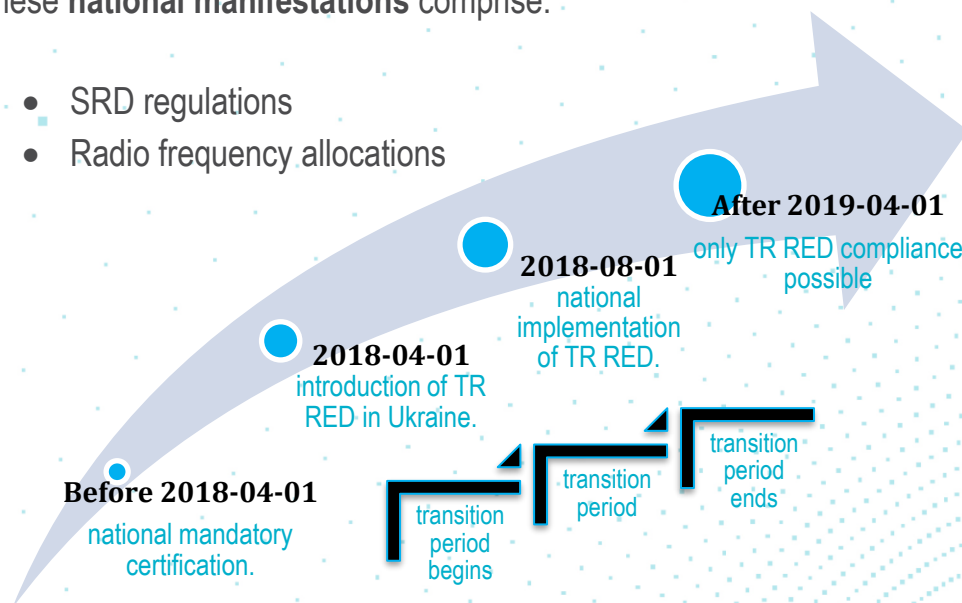 these national manifestations comprise:
• SRD regulations
• Radio frequency allocations
After 2019-04-01
only TR RED compliance
possible
2018-08-01
national
implementation
of TR RED.
2018-04-01
introduction of TR
RED in Ukraine.
Before 2018-04-01
national mandatory
certification.
transition
period
begins
transition
period
transition
period
ends